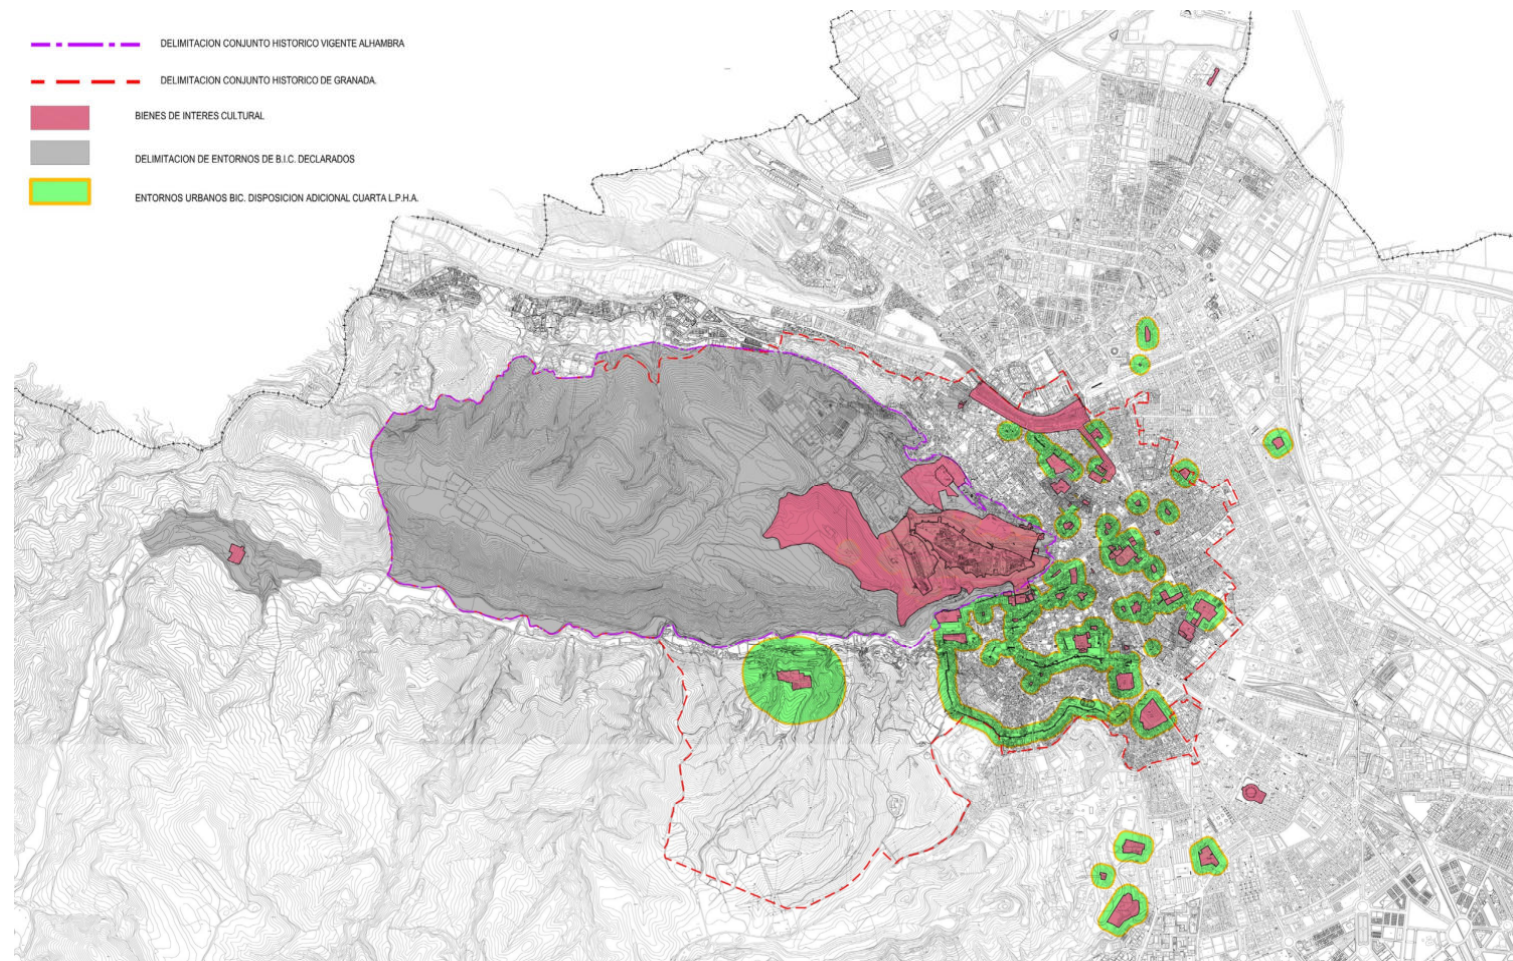 DELIMITACION CONJUNTO HISTORICO VIGENTE ALHAMBRA
DELIMITACION CONJUNTO HISTORICO DE GRANADA.
BIENES DE INTERES CULTURAL
DELIMITACION DE ENTORNOS DE B.I.C. DECLARADOS
ENTORNOS URBANOS BIC. DISPOSICION ADICIONAL CUARTA L.P.H.A.